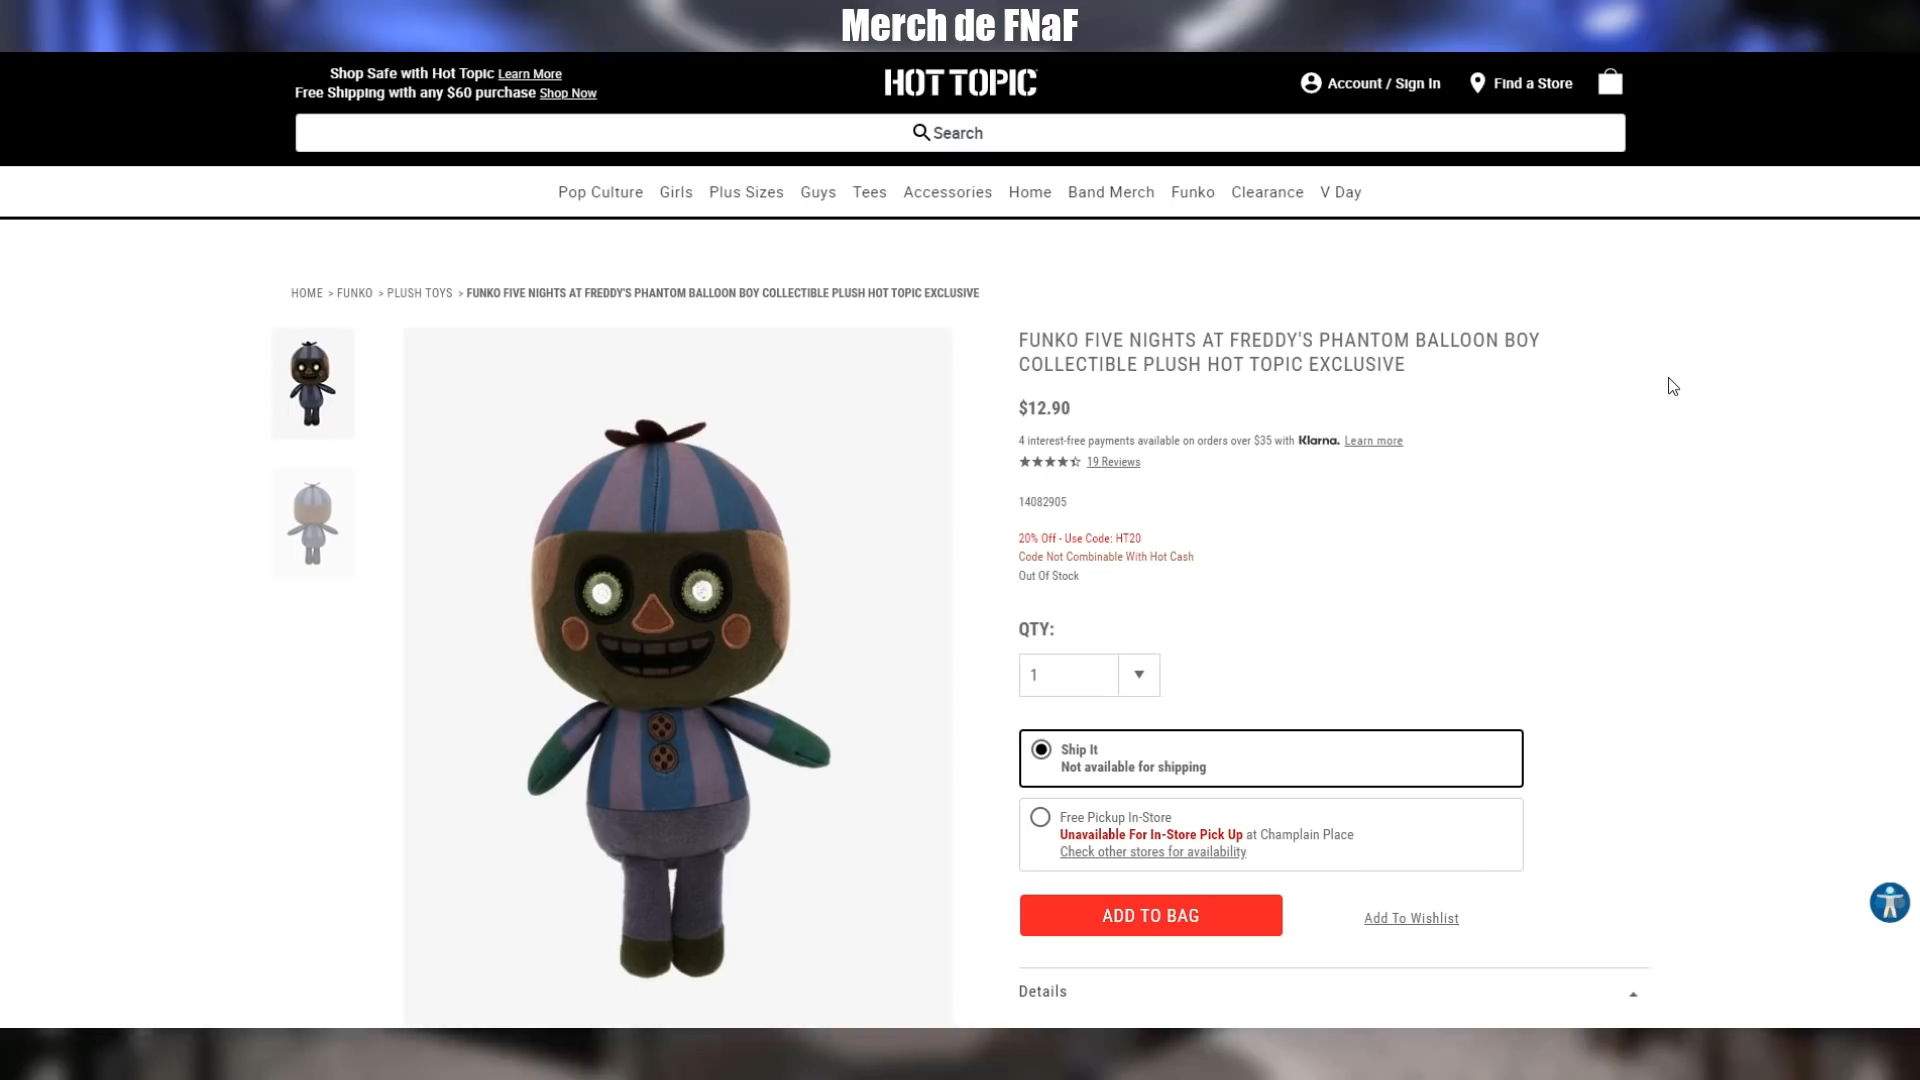 Merch de FNaF
Shop Safe with Hot Topic Learn More
Free Shipping with any $60 purchase Shop Now
HOT TOPIC
Account / Sign In
Find a Store
Search
Pop Culture Girls Plus Sizes Guys Tees Accessories Home Band Merch Funko Clearance V Day
HOME > FUNKO > PLUSH TOYS > FUNKO FIVE NIGHTS AT FREDDY'S PHANTOM BALLOON BOY COLLECTIBLE PLUSH HOT TOPIC EXCLUSIVE
FUNKO FIVE NIGHTS AT FREDDY'S PHANTOM BALLOON BOY
COLLECTIBLE PLUSH HOT TOPIC EXCLUSIVE
$12.90
4 interest-free payments available on orders over $35 with Klarna. Learn more
19 Reviews
14082905
20% Off - Use Code: HT20
Code Not Combinable With Hot Cash
Out Of Stock
QTY:
1
Ship It
Not available for shipping
Free Pickup In-Store
Unavailable For In-Store Pick Up at Champlain Place
Check other stores for availability
ADD TO BAG
Add To Wishlist
Details